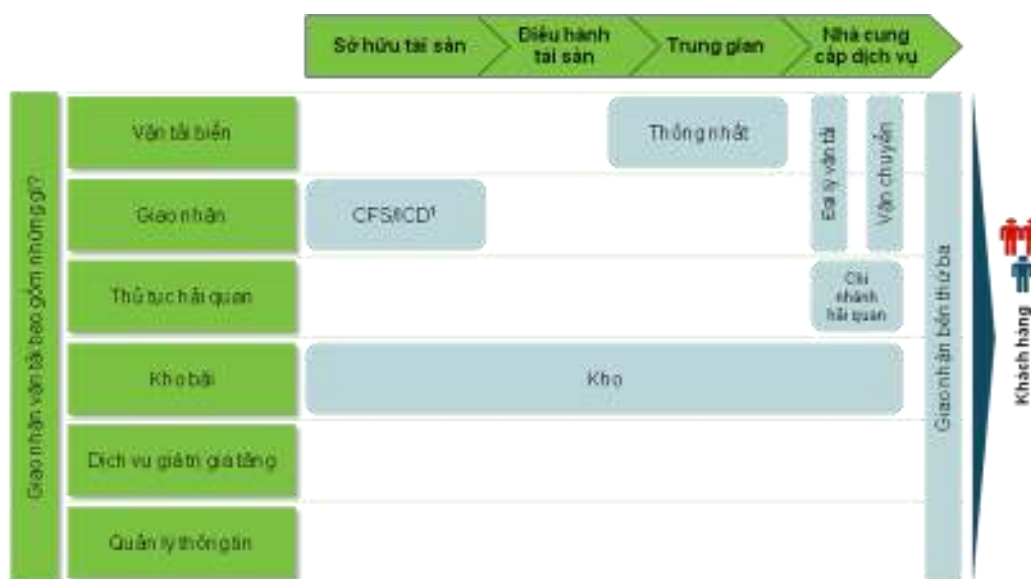 Sở hữu tài sản
Điều hành
tài sản
Trung gian
Nhà cung
cấp dịch vụ
Giao nhận vận tải bao gồm những gì?
Vận tải biển
Thống nhất
Đại lý vận tải
Vận chuyển
Giao nhận
CFS/ICD¹
Thủ tục hải quan
Chi
nhánh
hải quan
Kho bãi
Kho
Dịch vụ giá trị gia tăng
Quản lý thông tin
Giao nhận bên thứ ba
Khách hàng